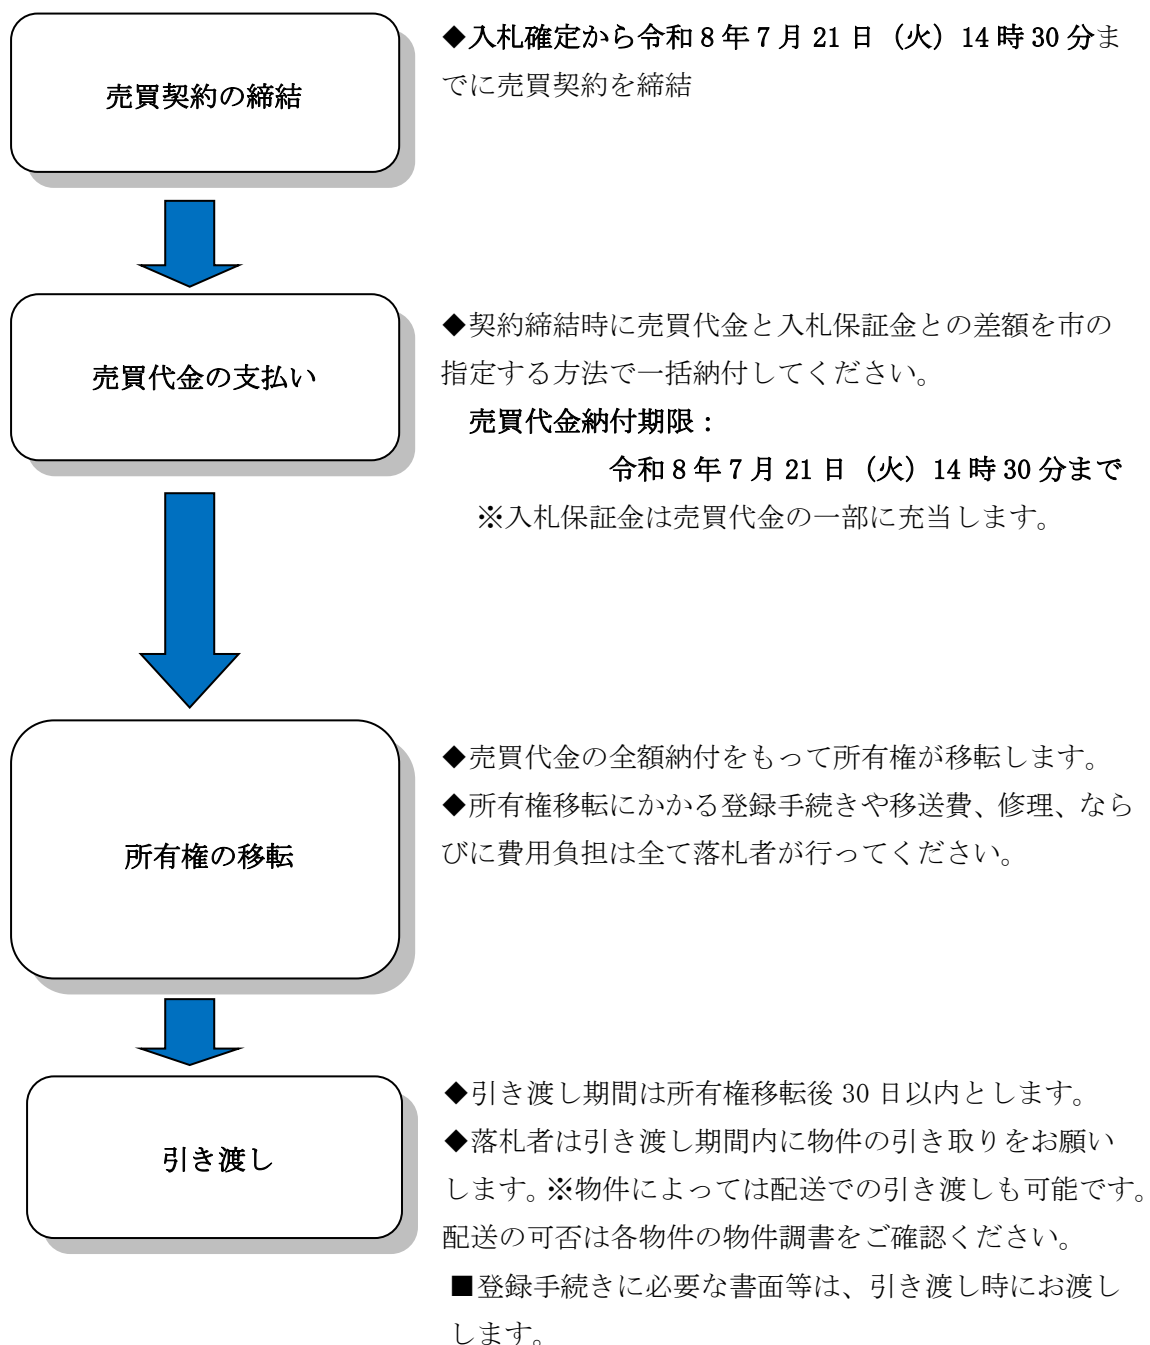 売買契約の締結
◆入札確定から令和8年7月21日（火）14時30分ま
でに売買契約を締結
売買代金の支払い
◆契約締結時に売買代金と入札保証金との差額を市の
指定する方法で一括納付してください。
売買代金納付期限：
令和8年7月21日（火）14時30分まで
※入札保証金は売買代金の一部に充当します。
所有権の移転
◆売買代金の全額納付をもって所有権が移転します。
◆所有権移転にかかる登録手続きや移送費、修理、なら
びに費用負担は全て落札者が行ってください。
引き渡し
◆引き渡し期間は所有権移転後30日以内とします。
◆落札者は引き渡し期間内に物件の引き取りをお願い
します。※物件によっては配送での引き渡しも可能です。
配送の可否は各物件の物件調書をご確認ください。
■登録手続きに必要な書面等は、引き渡し時にお渡し
します。